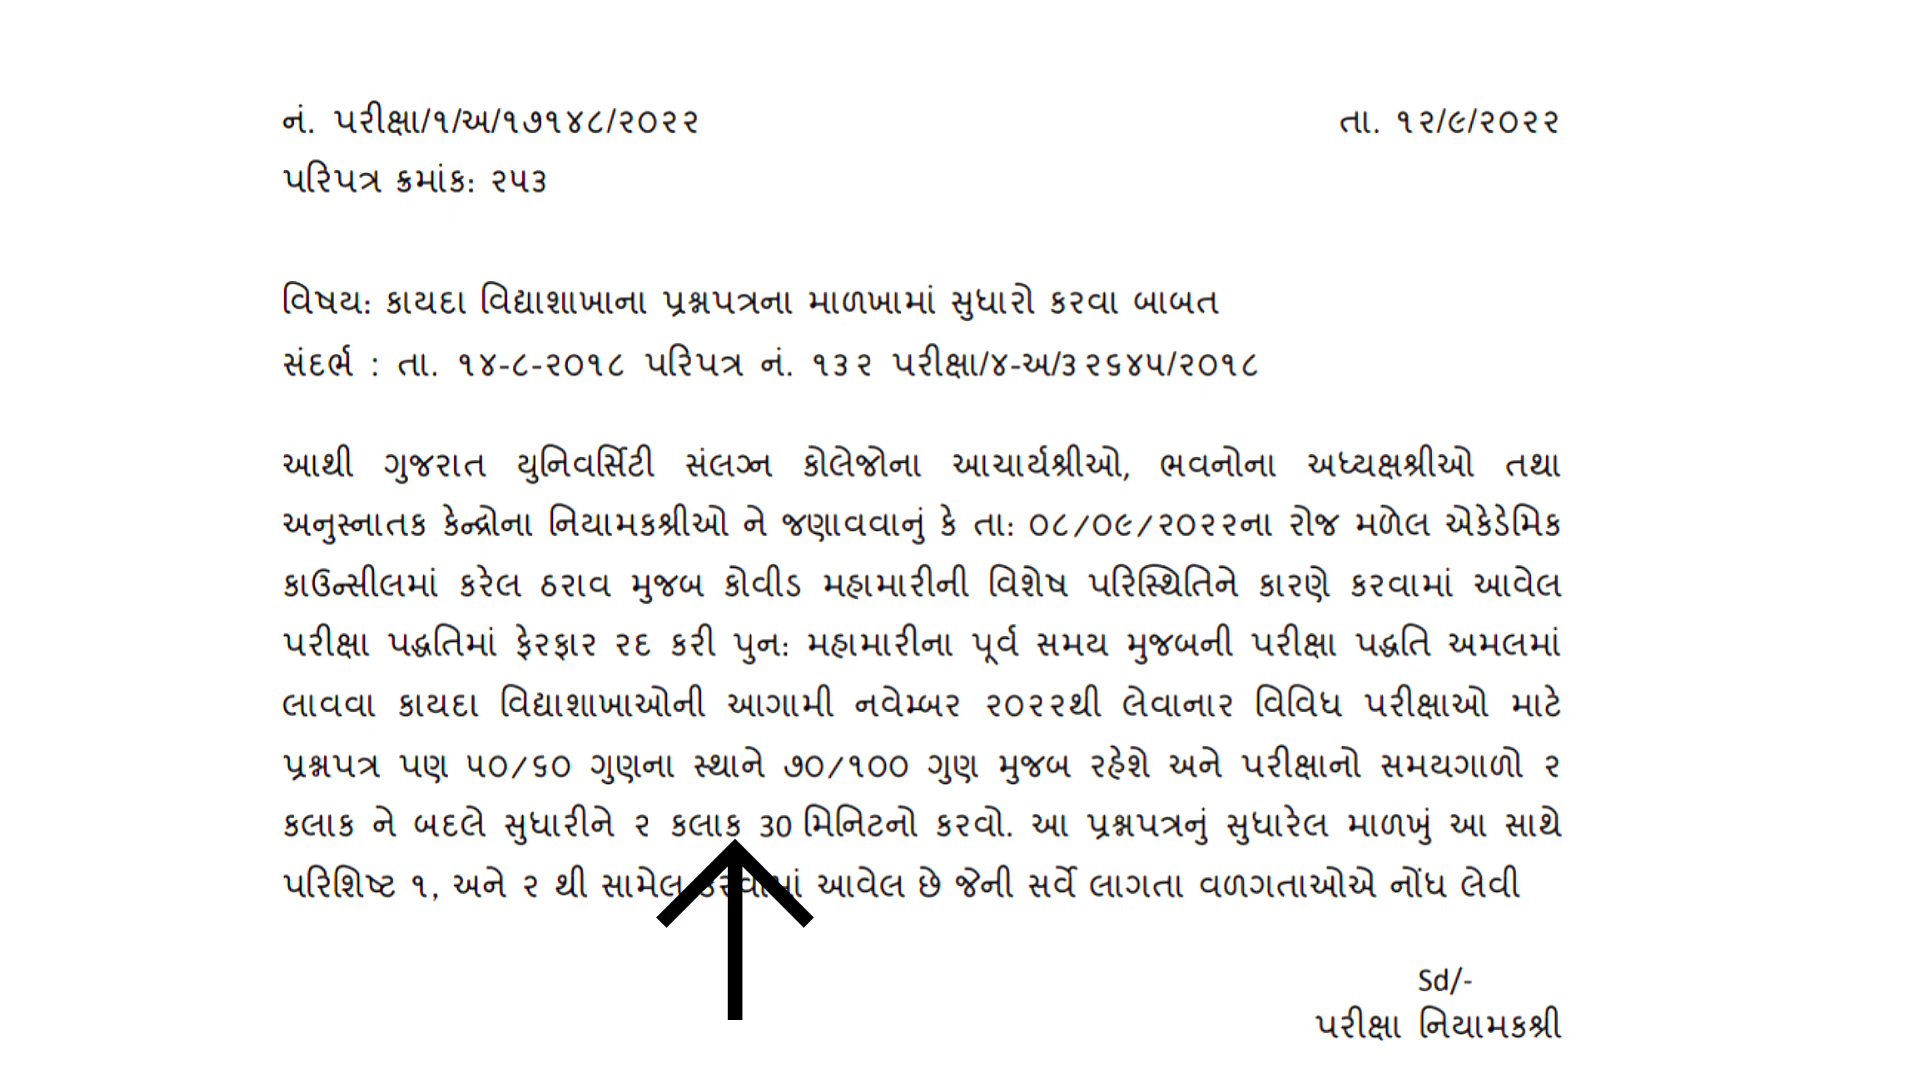 નં. પરીક્ષા/૧/અ/૧૭૧૪૮/૨૦૨૨ તા. ૧૨/૯/૨૦૨૨
પરિપત્ર ક્રમાંક: ૨૫૩
વિષય: કાયદા વિદ્યાશાખાના પ્રશ્નપત્રના માળખામાં સુધારો કરવા બાબત
સંદર્ભ : તા. ૧૪-૮-૨૦૧૮ પરિપત્ર નં. ૧૩૨ પરીક્ષા/૪-અ/૩૨૬૪૫/૨૦૧૮
આથી ગુજરાત યુનિવર્સિટી સંલગ્ન કોલેજોના આચાર્યશ્રીઓ, ભવનોના અધ્યક્ષશ્રીઓ તથા
અનુસ્નાતક કેન્દ્રોના નિયામકશ્રીઓ ને જણાવવાનું કે તા: ૦૮/૦૯/૨૦૨૨ના રોજ મળેલ એકેડેમિક
કાઉન્સીલમાં કરેલ ઠરાવ મુજબ કોવીડ મહામારીની વિશેષ પરિસ્થિતિને કારણે કરવામાં આવેલ
પરીક્ષા પદ્ધતિમાં ફેરફાર રદ કરી પુન: મહામારીના પૂર્વ સમય મુજબની પરીક્ષા પદ્ધતિ અમલમાં
લાવવા કાયદા વિદ્યાશાખાઓની આગામી નવેમ્બર ૨૦૨૨થી લેવાનાર વિવિધ પરીક્ષાઓ માટે
પ્રશ્નપત્ર પણ ૫૦/૬૦ ગુણના સ્થાને ૭૦/૧૦૦ ગુણ મુજબ રહેશે અને પરીક્ષાનો સમયગાળો ૨
કલાક ને બદલે સુધારીને ૨ કલાક 30 મિનિટનો કરવો. આ પ્રશ્નપત્રનું સુધારેલ માળખું આ સાથે
પરિશિષ્ટ ૧, અને ૨ થી સામેલ કરવામાં આવેલ છે જેની સર્વે લાગતા વળગતાઓએ નોંધ લેવી
Sd/-
પરીક્ષા નિયામકશ્રી